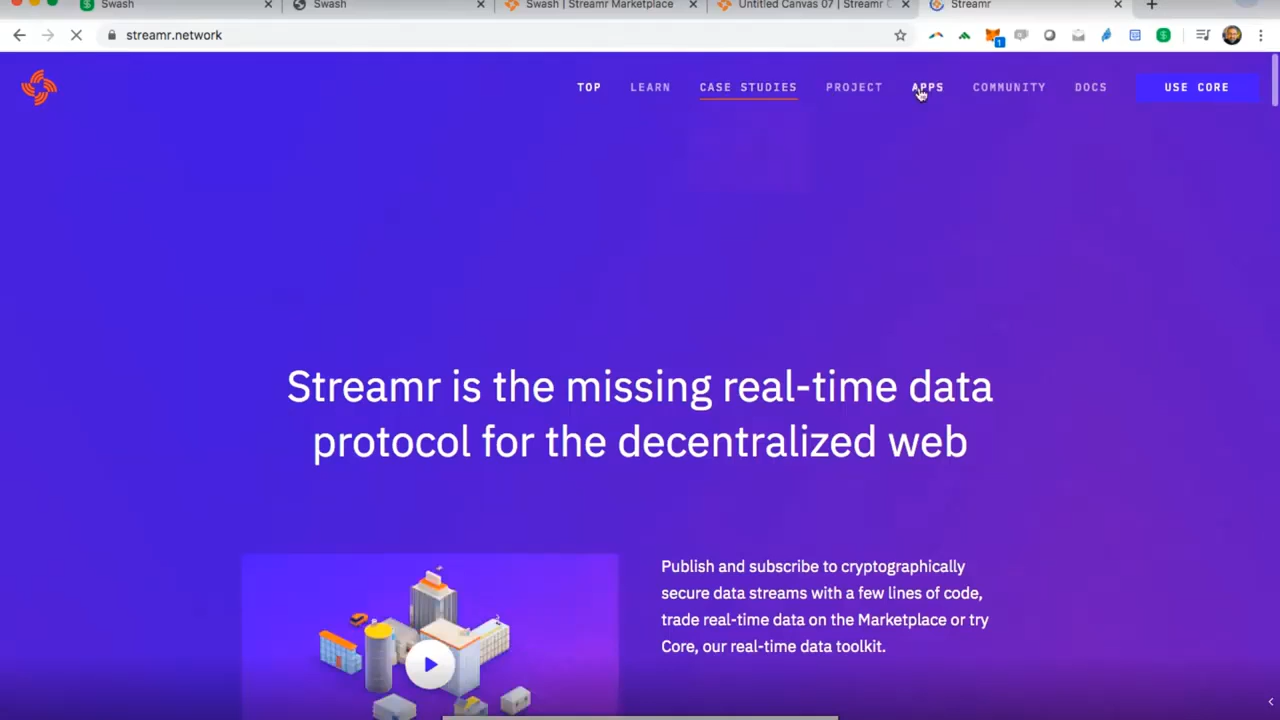 Swash
Swash
Swash | Streamr Marketplace
Untitled Canvas 07 | Streamr C
Streamr
streamr.network
1
TOP
LEARN
CASE STUDIES
PROJECT
APPS
COMMUNITY
DOCS
USE CORE
Streamr is the missing real-time data
protocol for the decentralized web
Publish and subscribe to cryptographically
secure data streams with a few lines of code,
trade real-time data on the Marketplace or try
Core, our real-time data toolkit.